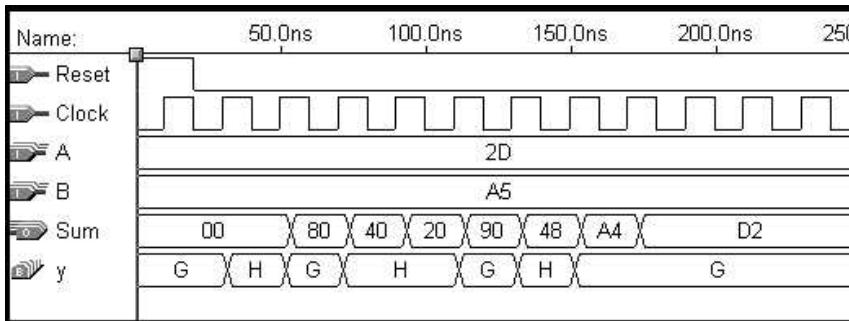 Name: 50.0ns 100.0ns 150.0ns 200.0ns 250
Reset
Clock
A 2D
B A5
Sum 00 80 40 20 90 48 A4 D2
y G H G H G H G